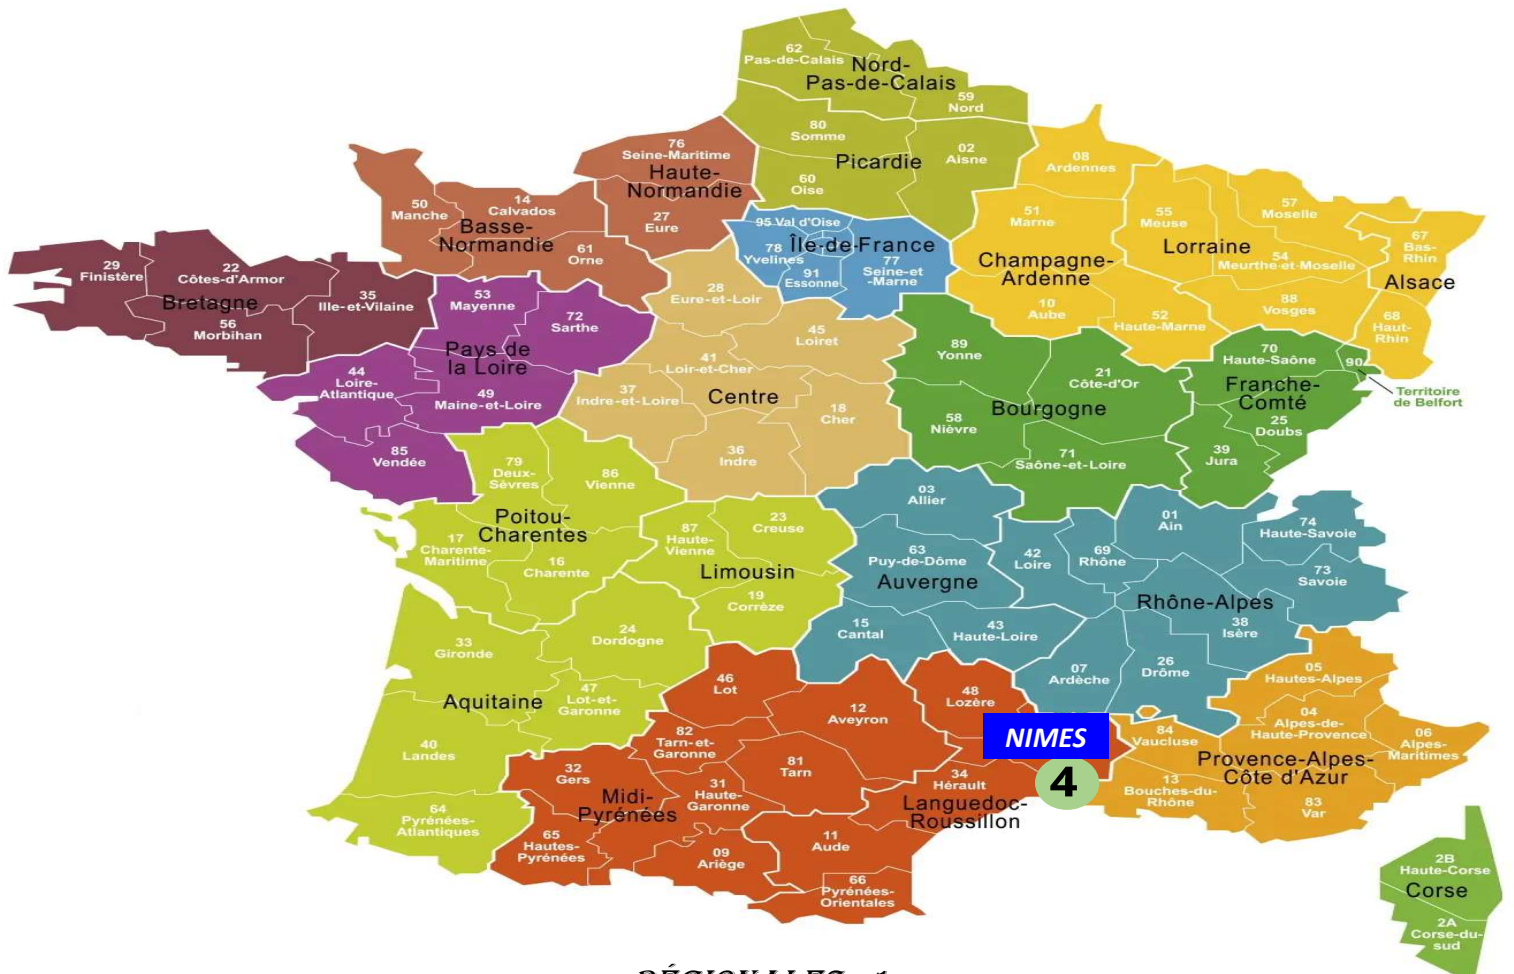 62
Pas-de-Calais
Nord-
Pas-de-Calais
59
Nord
80
Somme
Picardie
02
Aisne
60
Oise
76
Seine-Maritime
Haute-
Normandie
27
Eure
50
Manche
14
Calvados
Basse-
Normandie
61
Orne
08
Ardennes
51
Marne
Champagne-
Ardenne
10
Aube
52
Haute-Marne
55
Meuse
57
Moselle
Lorraine
54
Meurthe-et-Moselle
88
Vosges
67
Bas-
Rhin
Alsace
68
Haut-
Rhin
95 Val d'Oise
Île-de-France
78
Yvelines
91
Essonne
77
Seine-et
-Marne
29
Finistère
22
Côtes-d'Armor
Bretagne
35
Ille-et-Vilaine
56
Morbihan
53
Mayenne
72
Sarthe
Pays de
la Loire
44
Loire-
Atlantique
49
Maine-et-Loire
85
Vendée
28
Eure-et-Loir
45
Loiret
41
Loir-et-Cher
37
Indre-et-Loire
Centre
18
Cher
36
Indre
89
Yonne
21
Côte-d'Or
Bourgogne
58
Nièvre
71
Saône-et-Loire
70
Haute-Saône
90
Territoire
de Belfort
Franche-
Comté
25
Doubs
39
Jura
79
Deux-
Sèvres
86
Vienne
Poitou-
Charentes
17
Charente-
Maritime
16
Charente
87
Haute-
Vienne
23
Creuse
Limousin
19
Corrèze
03
Allier
63
Puy-de-Dôme
Auvergne
15
Cantal
43
Haute-Loire
42
Loire
69
Rhône
01
Ain
74
Haute-Savoie
73
Savoie
Rhône-Alpes
38
Isère
07
Ardèche
26
Drôme
33
Gironde
24
Dordogne
Aquitaine
47
Lot-et-
Garonne
40
Landes
64
Pyrénées-
Atlantiques
46
Lot
12
Aveyron
82
Tarn-et-
Garonne
81
Tarn
32
Gers
31
Haute-
Garonne
Midi-
Pyrénées
65
Hautes-
Pyrénées
09
Ariège
48
Lozère
NIMES
4
34
Hérault
Languedoc-
Roussillon
11
Aude
66
Pyrénées-
Orientales
05
Hautes-Alpes
04
Alpes-de-
Haute-Provence
06
Alpes-
Maritimes
84
Vaucluse
Provence-Alpes-
Côte d'Azur
13
Bouches-du-
Rhône
83
Var
2B
Haute-Corse
Corse
2A
Corse-du-
sud